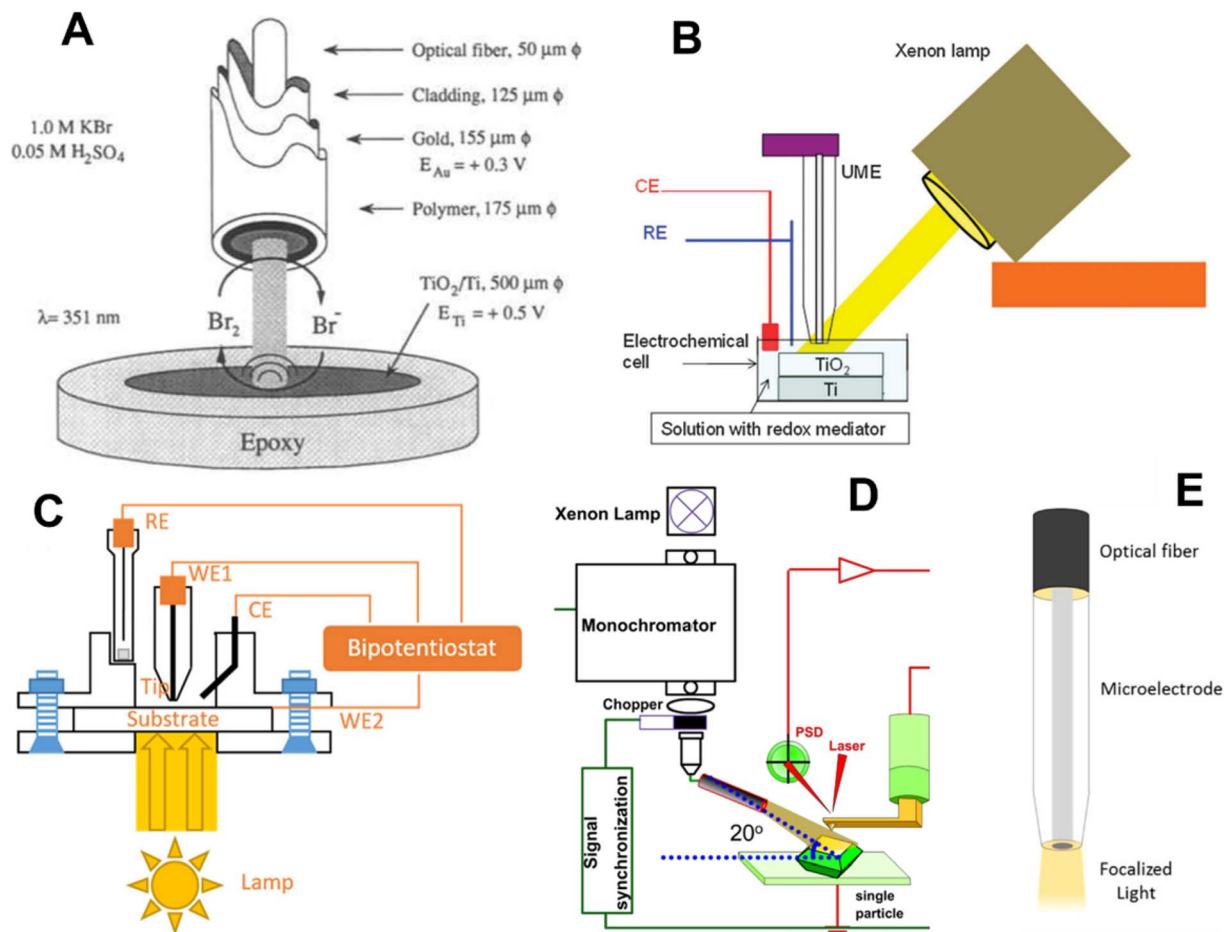 A
Optical fiber, 50 μm ϕ
Cladding, 125 μm ϕ
1.0 M KBr
0.05 M H₂SO₄
Gold, 155 μm ϕ
E_Au = + 0.3 V
Polymer, 175 μm ϕ
TiO₂/Ti, 500 μm ϕ
E_Ti = + 0.5 V
λ= 351 nm
Br₂
Br⁻
Epoxy
B
Xenon lamp
UME
CE
RE
Electrochemical
cell
TiO₂
Ti
Solution with redox mediator
C
RE
WE1
CE
Bipotentiostat
Tip
Substrate
WE2
Lamp
D
Xenon Lamp
Monochromator
Chopper
PSD
Laser
Signal
synchronization
20°
single
particle
E
Optical fiber
Microelectrode
Focalized
Light